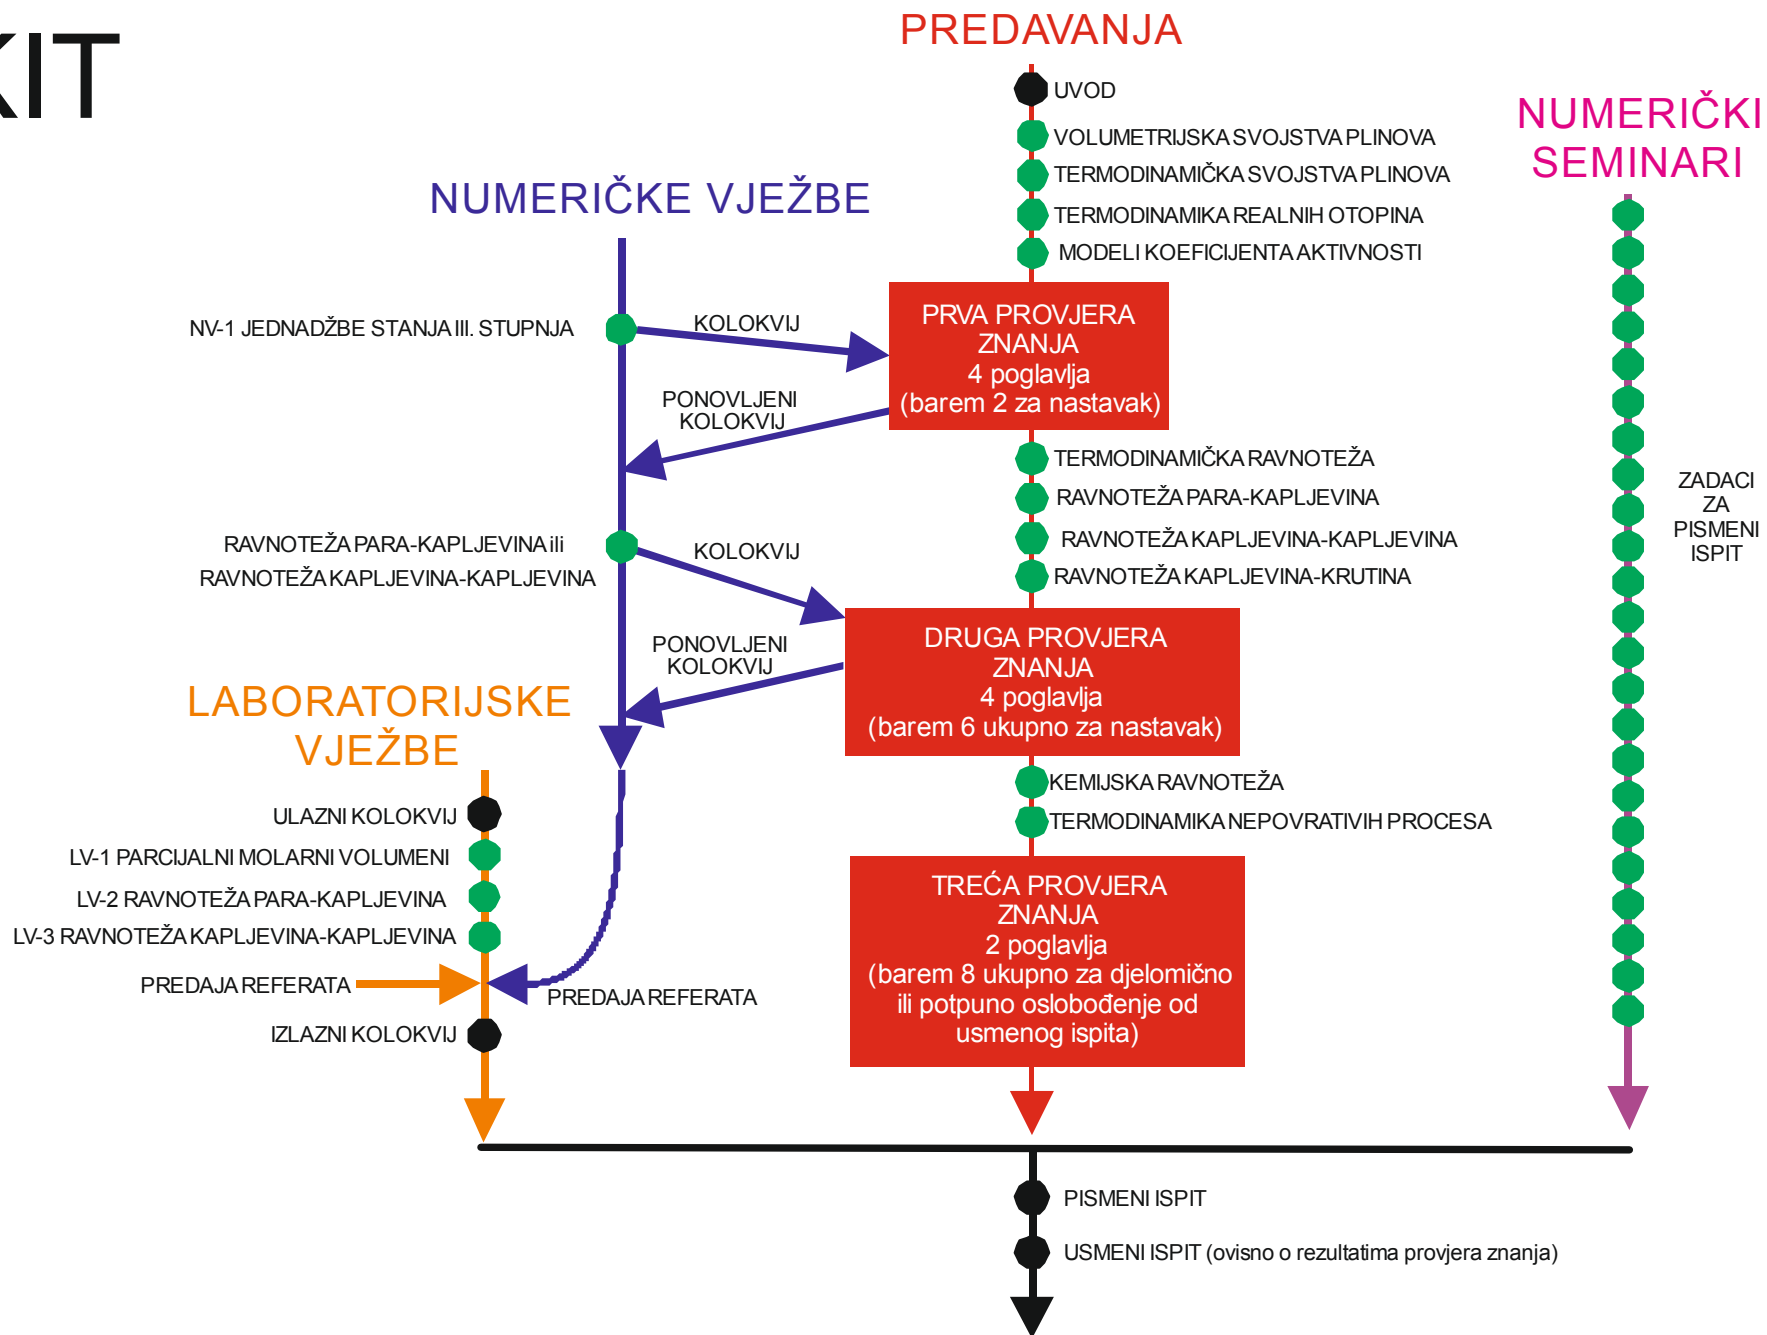 KIT
PREDAVANJA
UVOD
VOLUMETRIJSKA SVOJSTVA PLINOVA
TERMODINAMIČKA SVOJSTVA PLINOVA
TERMODINAMIKA REALNIH OTOPINA
MODELI KOEFICIJENTA AKTIVNOSTI
NUMERIČKI
SEMINARI
NUMERIČKE VJEŽBE
NV-1 JEDNADŽBE STANJA III. STUPNJA
KOLOKVIJ
PRVA PROVJERA
ZNANJA
4 poglavlja
(barem 2 za nastavak)
PONOVLJENI
KOLOKVIJ
TERMODINAMIČKA RAVNOTEŽA
RAVNOTEŽA PARA-KAPLJEVINA
RAVNOTEŽA KAPLJEVINA-KAPLJEVINA
RAVNOTEŽA KAPLJEVINA-KRUTINA
ZADACI
ZA
PISMENI
ISPIT
RAVNOTEŽA PARA-KAPLJEVINA ili
RAVNOTEŽA KAPLJEVINA-KAPLJEVINA
KOLOKVIJ
DRUGA PROVJERA
ZNANJA
4 poglavlja
(barem 6 ukupno za nastavak)
PONOVLJENI
KOLOKVIJ
LABORATORIJSKE
VJEŽBE
ULAZNI KOLOKVIJ
LV-1 PARCIJALNI MOLARNI VOLUMENI
LV-2 RAVNOTEŽA PARA-KAPLJEVINA
LV-3 RAVNOTEŽA KAPLJEVINA-KAPLJEVINA
PREDAJA REFERATA
PREDAJA REFERATA
IZLAZNI KOLOKVIJ
KEMIJSKA RAVNOTEŽA
TERMODINAMIKA NEPOVRATIVIH PROCESA
TREĆA PROVJERA
ZNANJA
2 poglavlja
(barem 8 ukupno za djelomično
ili potpuno oslobođenje od
usmenog ispita)
PISMENI ISPIT
USMENI ISPIT (ovisno o rezultatima provjera znanja)